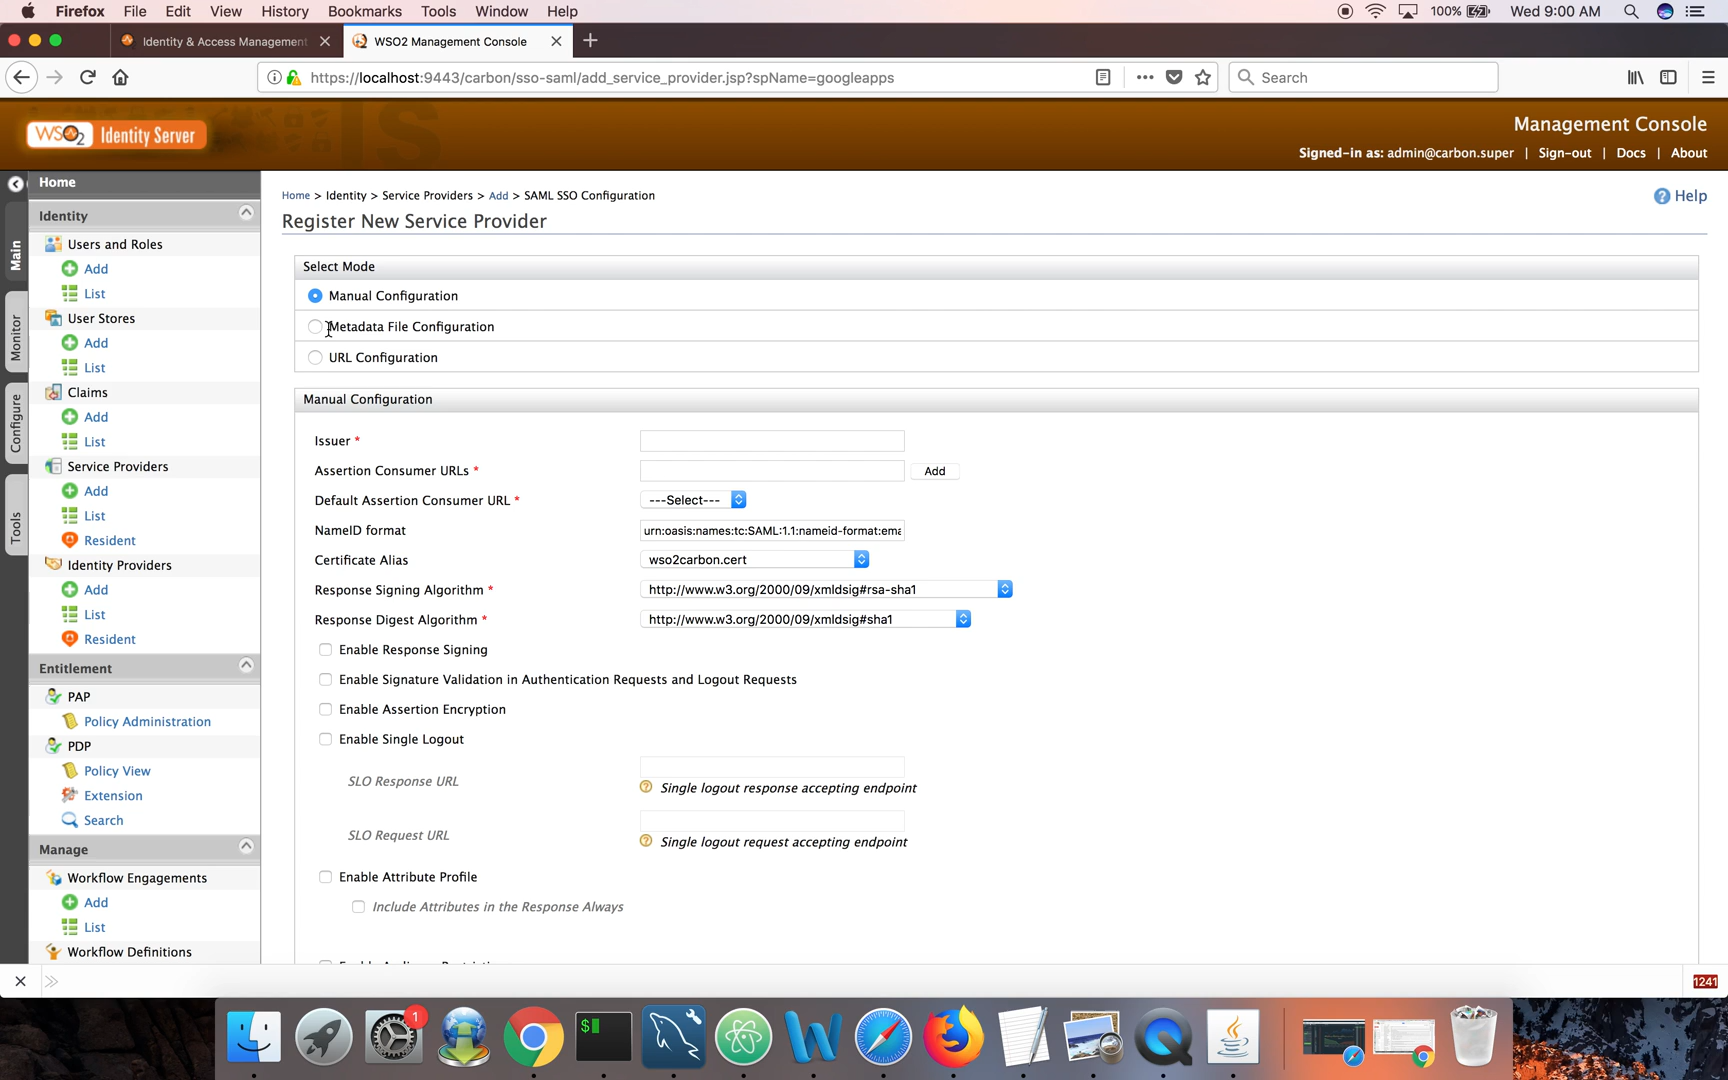 Firefox File Edit View History Bookmarks Tools Window Help 100% Wed 9:00 AM
Identity & Access Management WSO2 Management Console
https://localhost:9443/carbon/sso-saml/add_service_provider.jsp?spName=googleapps Search
WSO2 Identity Server
Management Console
Signed-in as: admin@carbon.super | Sign-out | Docs | About
Main
Monitor
Configure
Tools
Home
Identity
Users and Roles
Add
List
User Stores
Add
List
Claims
Add
List
Service Providers
Add
List
Resident
Identity Providers
Add
List
Resident
Entitlement
PAP
Policy Administration
PDP
Policy View
Extension
Search
Manage
Workflow Engagements
Add
List
Workflow Definitions
Home > Identity > Service Providers > Add > SAML SSO Configuration
Help
Register New Service Provider
Select Mode
Manual Configuration
Metadata File Configuration
URL Configuration
Manual Configuration
Issuer *
Assertion Consumer URLs * Add
Default Assertion Consumer URL * ---Select---
NameID format urn:oasis:names:tc:SAML:1.1:nameid-format:ema
Certificate Alias wso2carbon.cert
Response Signing Algorithm * http://www.w3.org/2000/09/xmldsig#rsa-sha1
Response Digest Algorithm * http://www.w3.org/2000/09/xmldsig#sha1
Enable Response Signing
Enable Signature Validation in Authentication Requests and Logout Requests
Enable Assertion Encryption
Enable Single Logout
SLO Response URL
Single logout response accepting endpoint
SLO Request URL
Single logout request accepting endpoint
Enable Attribute Profile
Include Attributes in the Response Always
1241
1
$